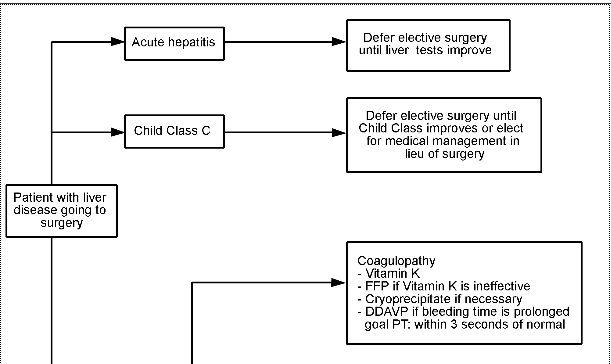 Acute hepatitis
Defer elective surgery
until liver tests improve
Child Class C
Defer elective surgery until
Child Class improves or elect
for medical management in
lieu of surgery
Patient with liver
disease going to
surgery
Coagulopathy
- Vitamin K
- FFP if Vitamin K is ineffective
- Cryoprecipitate if necessary
- DDAVP if bleeding time is prolonged
goal PT: within 3 seconds of normal